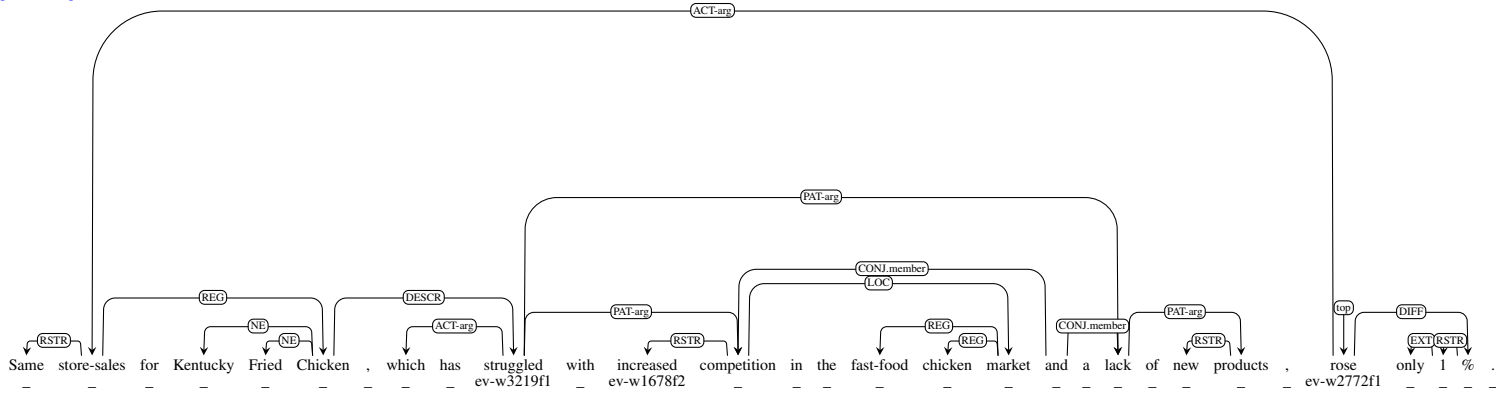 ACT-arg
PAT-arg
CONJ.member
LOC
REG DESCR top
PAT-arg PAT-arg DIFF
NE ACT-arg REG CONJ.member
RSTR NE RSTR REG RSTR EXT RSTR
Same store-sales for Kentucky Fried Chicken , which has struggled with increased competition in the fast-food chicken market and a lack of new products , rose only 1 % .
_ _ _ _ _ _ _ _ _ ev-w3219f1 _ ev-w1678f2 _ _ _ _ _ _ _ _ _ _ _ _ _ ev-w2772f1 _ _ _ _